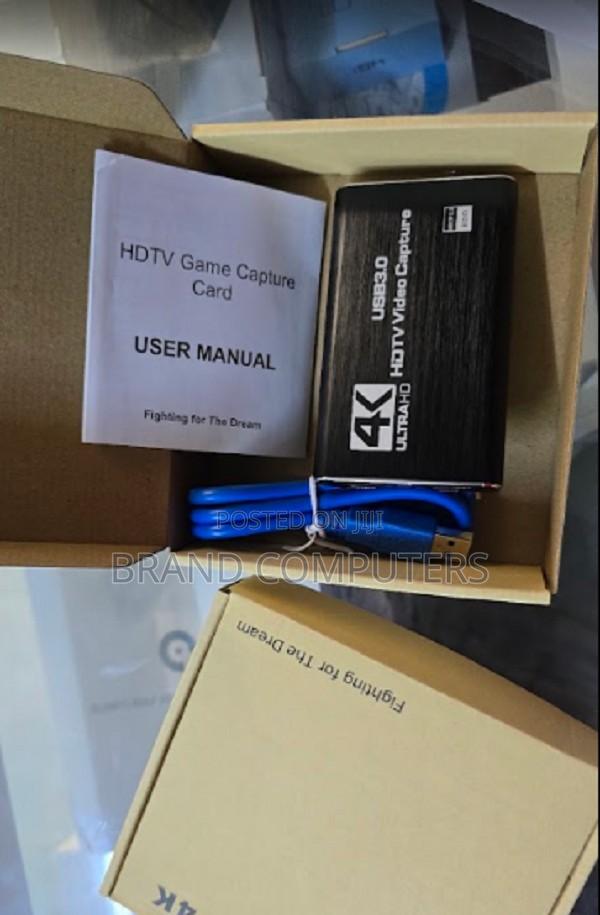 HDTV Game Capture
Card
USER MANUAL
Fighting for The Dream
USB3.0
HDTV Video Capture
4K
ULTRAHD
POSTED ON JIJI
BRAND COMPUTERS
Fighting for The Dream
4K